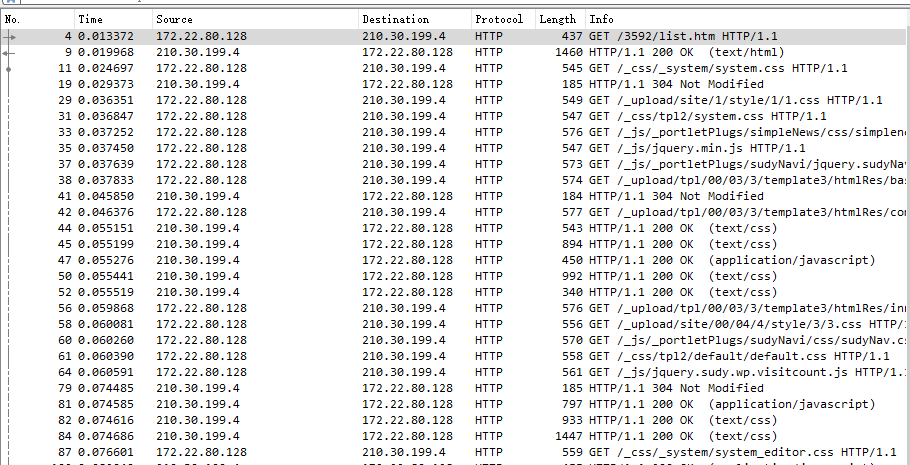 No. Time Source Destination Protocol Length Info
4 0.013372 172.22.80.128 210.30.199.4 HTTP 437 GET /3592/list.htm HTTP/1.1
9 0.019968 210.30.199.4 172.22.80.128 HTTP 1460 HTTP/1.1 200 OK (text/html)
11 0.024697 172.22.80.128 210.30.199.4 HTTP 545 GET /_css/_system/system.css HTTP/1.1
19 0.029373 210.30.199.4 172.22.80.128 HTTP 185 HTTP/1.1 304 Not Modified
29 0.036351 172.22.80.128 210.30.199.4 HTTP 549 GET /_upload/site/1/style/1/1.css HTTP/1.1
31 0.036847 172.22.80.128 210.30.199.4 HTTP 547 GET /_css/tpl2/system.css HTTP/1.1
33 0.037252 172.22.80.128 210.30.199.4 HTTP 576 GET /_js/_portletPlugs/simpleNews/css/simplene
35 0.037450 172.22.80.128 210.30.199.4 HTTP 547 GET /_js/jquery.min.js HTTP/1.1
37 0.037639 172.22.80.128 210.30.199.4 HTTP 573 GET /_js/_portletPlugs/sudyNavi/jquery.sudyNav
38 0.037833 172.22.80.128 210.30.199.4 HTTP 574 GET /_upload/tpl/00/03/3/template3/htmlRes/bas
41 0.045850 210.30.199.4 172.22.80.128 HTTP 184 HTTP/1.1 304 Not Modified
42 0.046376 172.22.80.128 210.30.199.4 HTTP 577 GET /_upload/tpl/00/03/3/template3/htmlRes/com
44 0.055151 210.30.199.4 172.22.80.128 HTTP 543 HTTP/1.1 200 OK (text/css)
45 0.055199 210.30.199.4 172.22.80.128 HTTP 894 HTTP/1.1 200 OK (text/css)
47 0.055276 210.30.199.4 172.22.80.128 HTTP 450 HTTP/1.1 200 OK (application/javascript)
50 0.055441 210.30.199.4 172.22.80.128 HTTP 992 HTTP/1.1 200 OK (text/css)
52 0.055519 210.30.199.4 172.22.80.128 HTTP 340 HTTP/1.1 200 OK (text/css)
56 0.059868 172.22.80.128 210.30.199.4 HTTP 576 GET /_upload/tpl/00/03/3/template3/htmlRes/inn
58 0.060081 172.22.80.128 210.30.199.4 HTTP 556 GET /_upload/site/00/04/4/style/3/3.css HTTP/1
60 0.060260 172.22.80.128 210.30.199.4 HTTP 570 GET /_js/_portletPlugs/sudyNavi/css/sudyNav.c
61 0.060390 172.22.80.128 210.30.199.4 HTTP 558 GET /_css/tpl2/default/default.css HTTP/1.1
64 0.060591 172.22.80.128 210.30.199.4 HTTP 561 GET /_js/jquery.sudy.wp.visitcount.js HTTP/1.1
79 0.074485 210.30.199.4 172.22.80.128 HTTP 185 HTTP/1.1 304 Not Modified
81 0.074585 210.30.199.4 172.22.80.128 HTTP 797 HTTP/1.1 200 OK (application/javascript)
82 0.074616 210.30.199.4 172.22.80.128 HTTP 933 HTTP/1.1 200 OK (text/css)
84 0.074686 210.30.199.4 172.22.80.128 HTTP 1447 HTTP/1.1 200 OK (text/css)
87 0.076601 172.22.80.128 210.30.199.4 HTTP 559 GET /_css/_system/system_editor.css HTTP/1.1